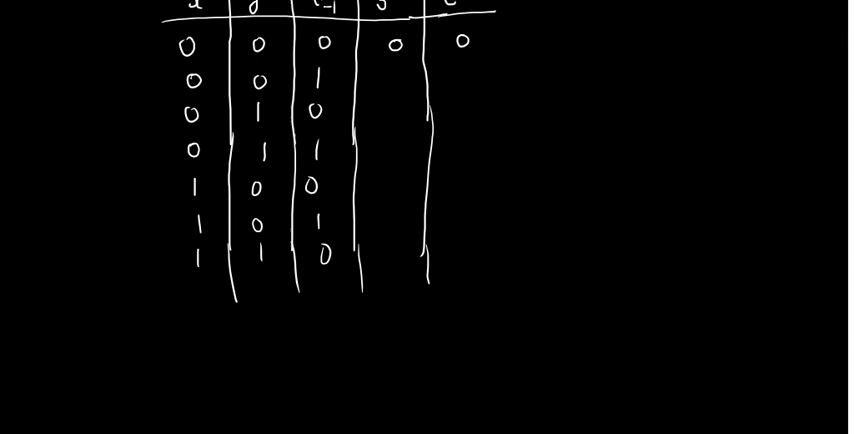 0 0 0 0 0
0 0 1
0 1 0
0 1 1
1 0 0
1 0 1
1 1 0